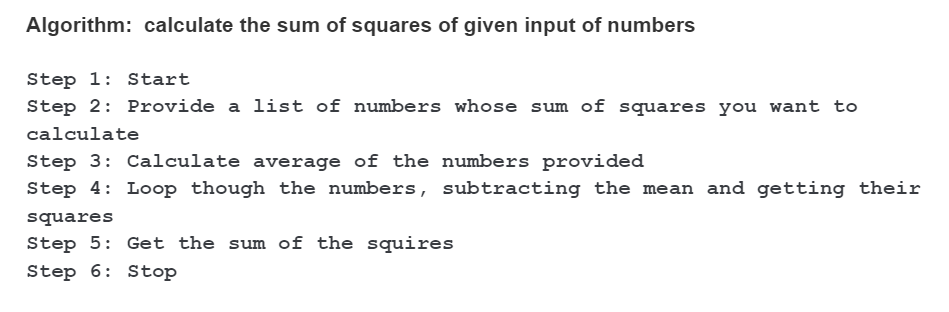 Algorithm: calculate the sum of squares of given input of numbers
Step 1: Start
Step 2: Provide a list of numbers whose sum of squares you want to
calculate
Step 3: Calculate average of the numbers provided
Step 4: Loop though the numbers, subtracting the mean and getting their
squares
Step 5: Get the sum of the squires
Step 6: Stop